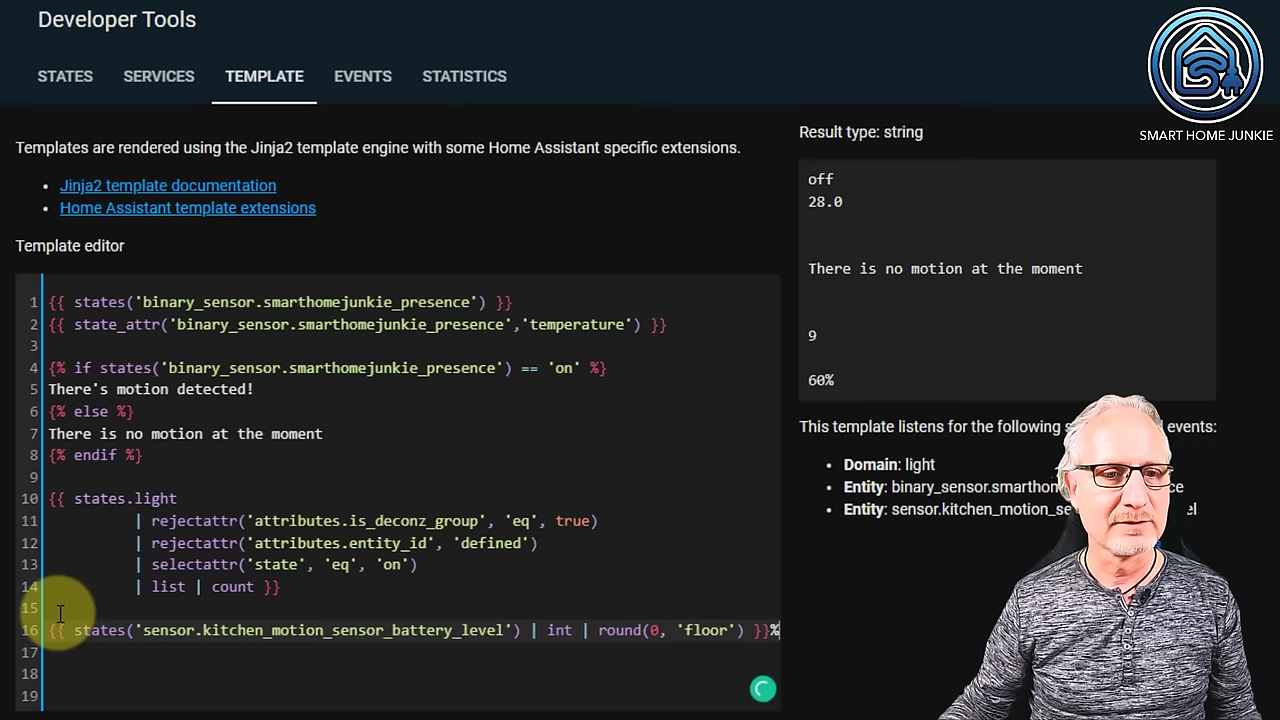 Developer Tools
STATES SERVICES TEMPLATE EVENTS STATISTICS
SMART HOME JUNKIE
Templates are rendered using the Jinja2 template engine with some Home Assistant specific extensions.
• Jinja2 template documentation
• Home Assistant template extensions
Template editor
1 {{ states('binary_sensor.smarthomejunkie_presence') }}
2 {{ state_attr('binary_sensor.smarthomejunkie_presence','temperature') }}
3
4 {% if states('binary_sensor.smarthomejunkie_presence') == 'on' %}
5 There's motion detected!
6 {% else %}
7 There is no motion at the moment
8 {% endif %}
9
10 {{ states.light
11 | rejectattr('attributes.is_deconz_group', 'eq', true)
12 | rejectattr('attributes.entity_id', 'defined')
13 | selectattr('state', 'eq', 'on')
14 | list | count }}
15
16 {{ states('sensor.kitchen_motion_sensor_battery_level') | int | round(0, 'floor') }}%
17
18
19
Result type: string
off
28.0
There is no motion at the moment
9
60%
This template listens for the following events:
• Domain: light
• Entity:
• Entity: